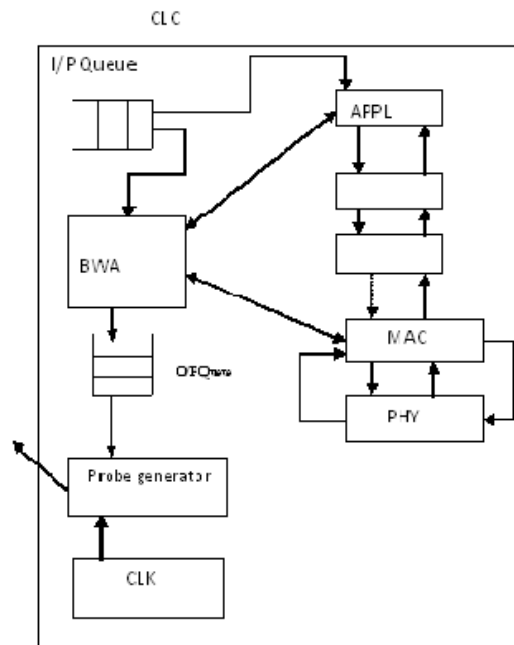 CLC
I/P Queue
APPL
BWA
MAC
PHY
Probe generator
CLK